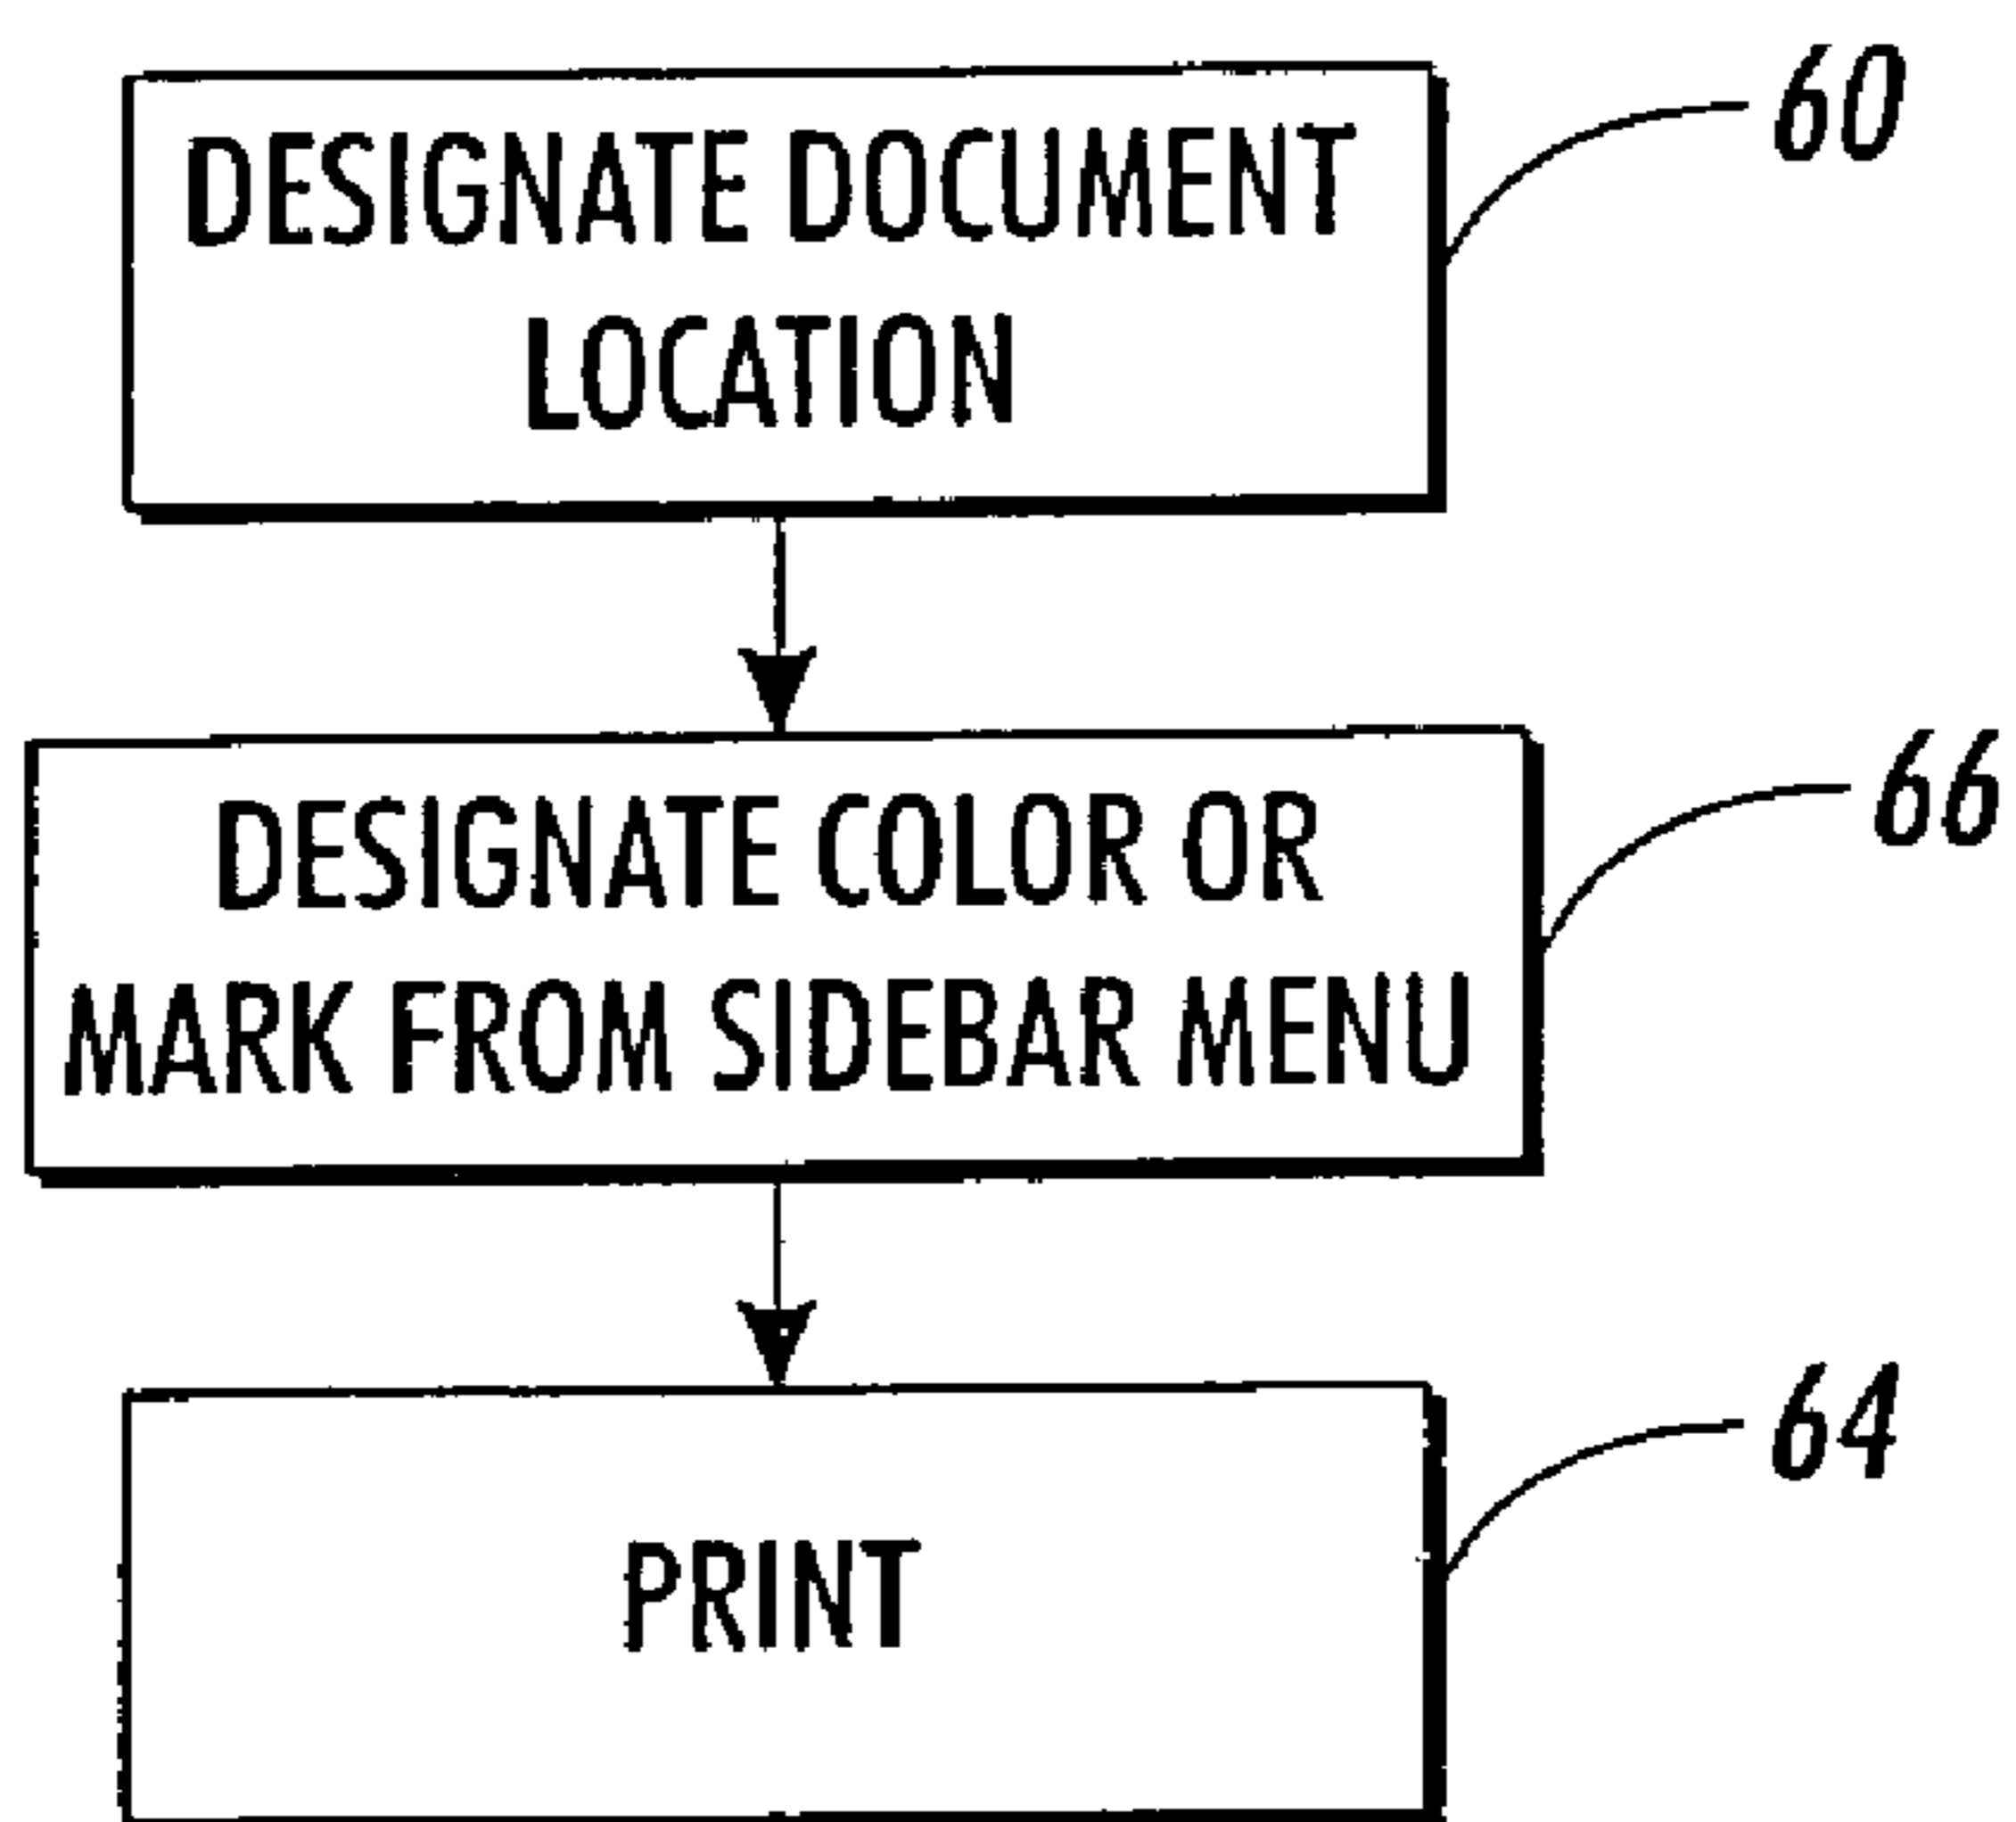 DESIGNATE DOCUMENT
LOCATION
60
DESIGNATE COLOR OR
MARK FROM SIDEBAR MENU
66
PRINT
64